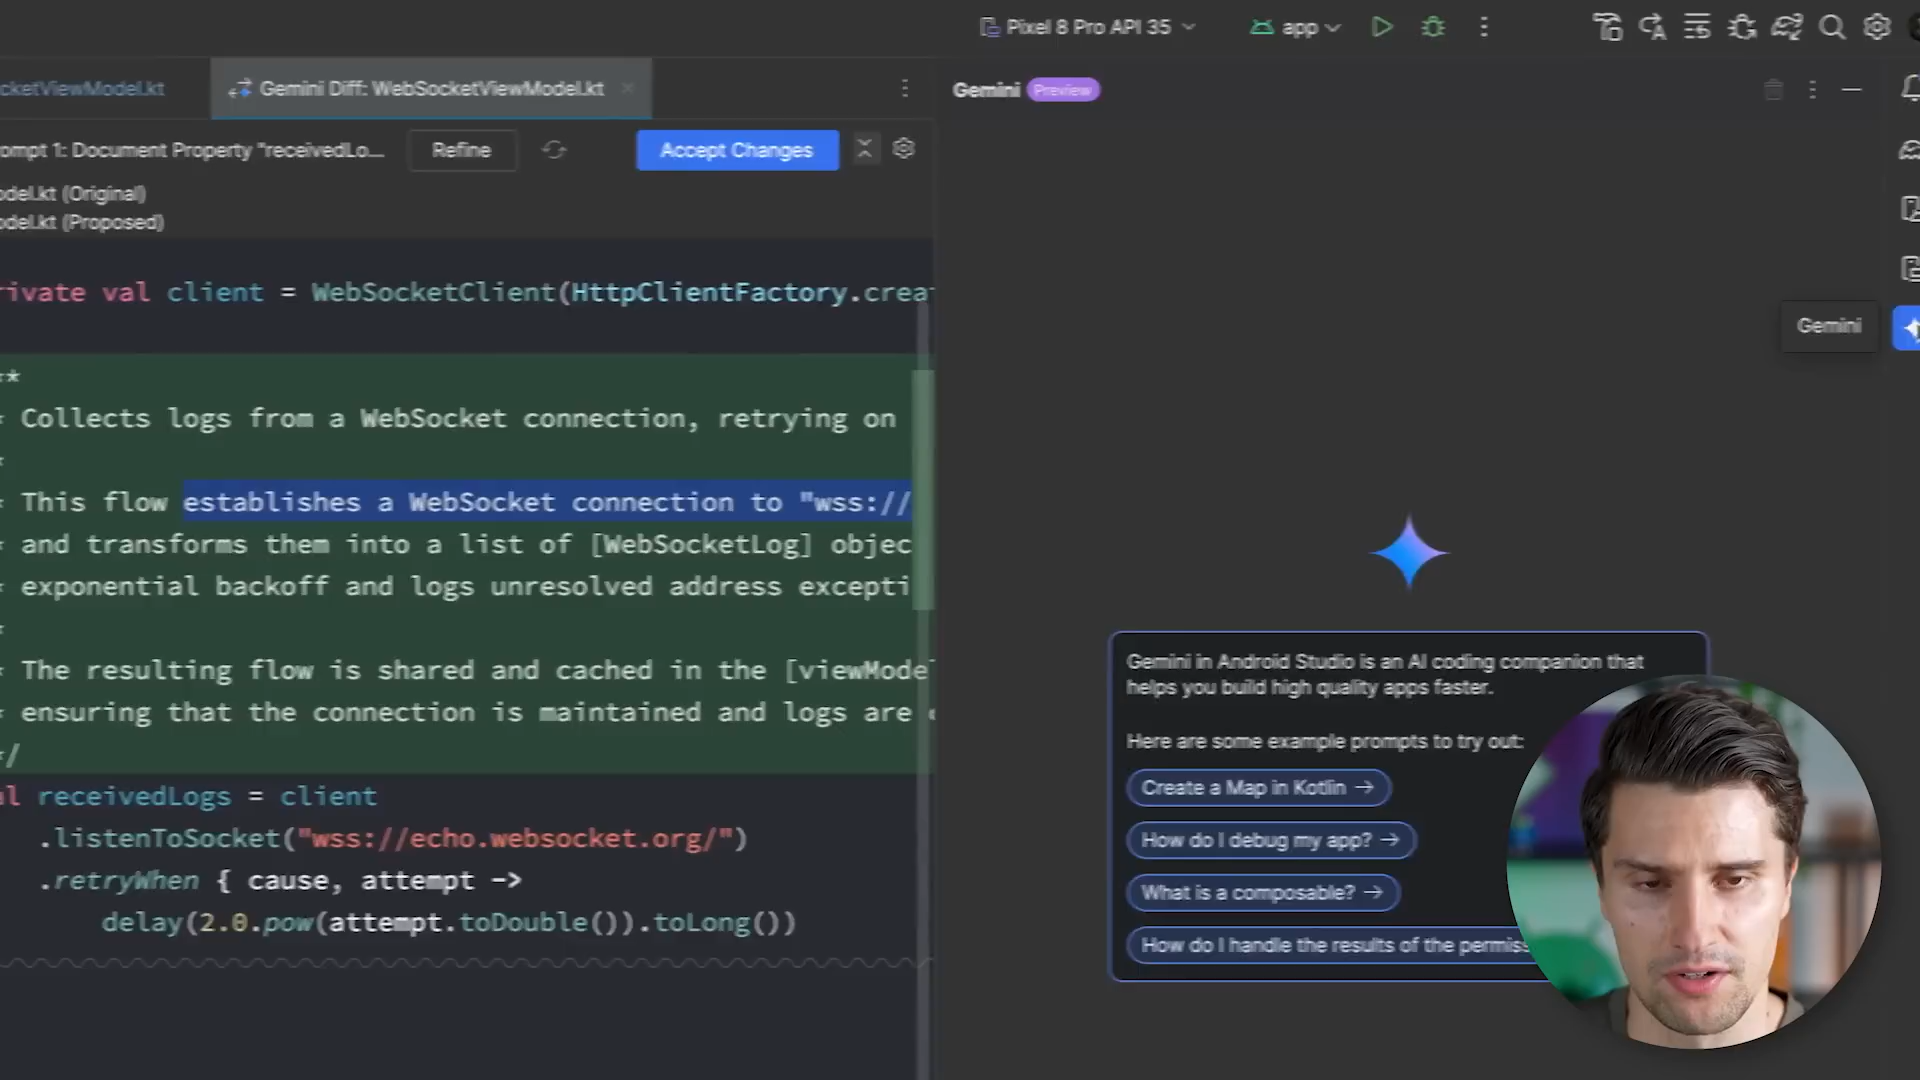 Pixel 8 Pro API 35
app
cketViewModel.kt
Gemini Diff: WebSocketViewModel.kt
Gemini Preview
ompt 1: Document Property "receivedLo...
Refine
Accept Changes
odel.kt (Original)
odel.kt (Proposed)
rivate val client = WebSocketClient(HttpClientFactory.crea
Gemini
**
* Collects logs from a WebSocket connection, retrying on
*
* This flow establishes a WebSocket connection to "wss://
* and transforms them into a list of [WebSocketLog] objec
* exponential backoff and logs unresolved address excepti
*
* The resulting flow is shared and cached in the [viewModel
* ensuring that the connection is maintained and logs are
*/
al receivedLogs = client
.listenToSocket("wss://echo.websocket.org/")
.retryWhen { cause, attempt ->
delay(2.0.pow(attempt.toDouble()).toLong())
Gemini in Android Studio is an AI coding companion that
helps you build high quality apps faster.
Here are some example prompts to try out:
Create a Map in Kotlin →
How do I debug my app? →
What is a composable? →
How do I handle the results of the permiss